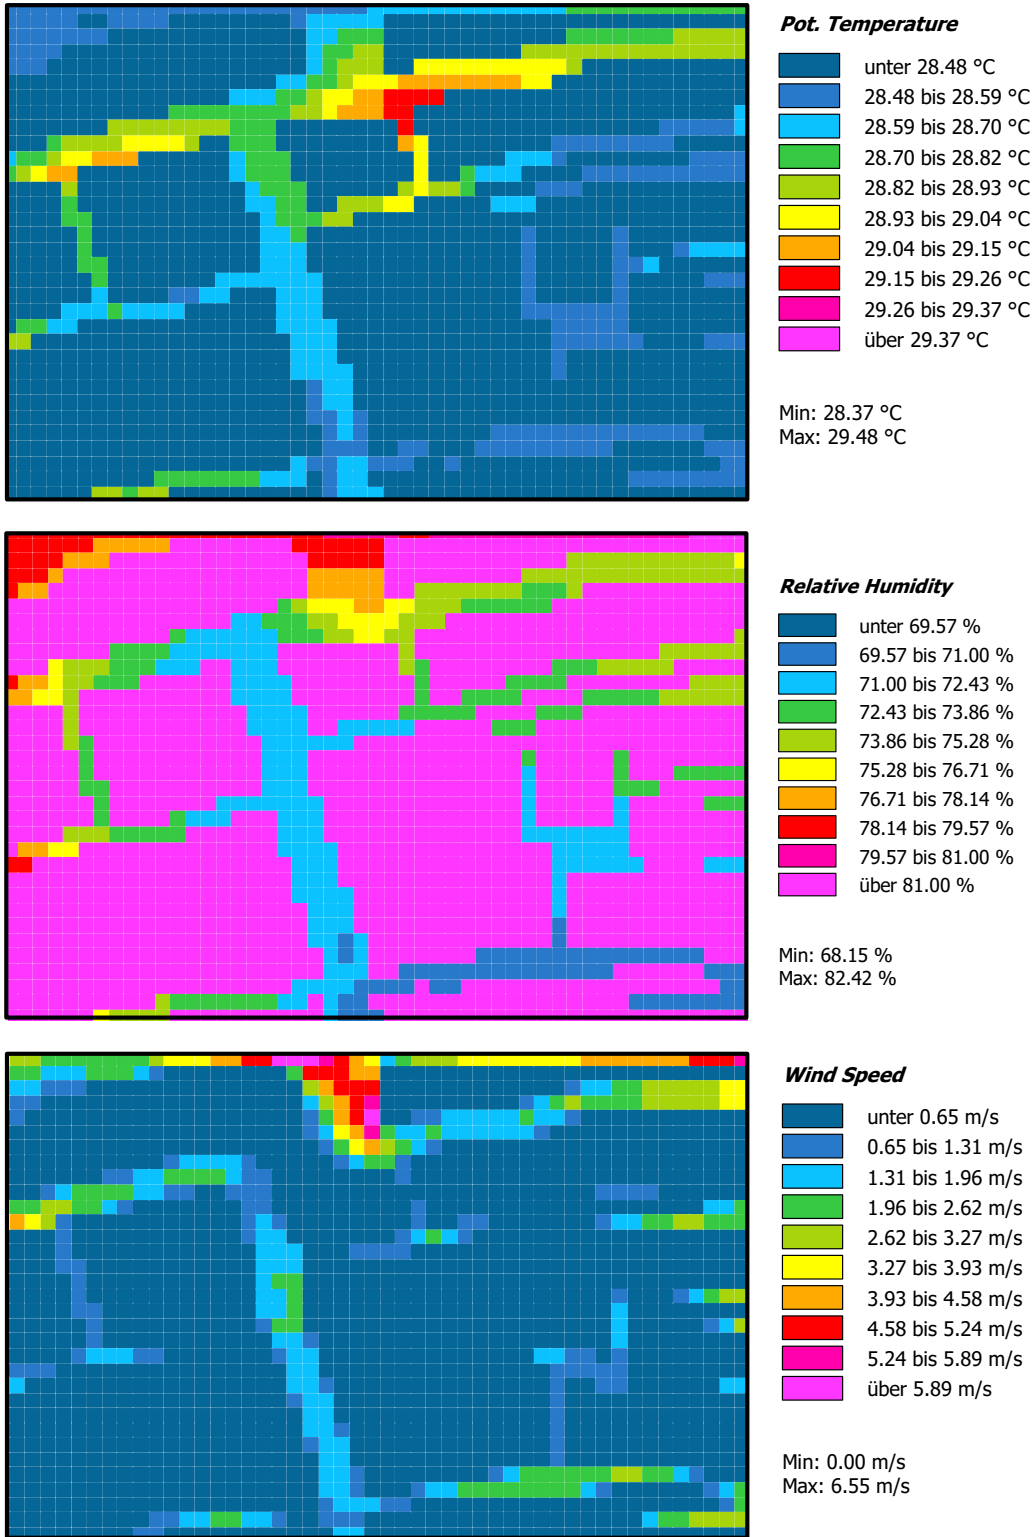 Pot. Temperature
unter 28.48 °C
28.48 bis 28.59 °C
28.59 bis 28.70 °C
28.70 bis 28.82 °C
28.82 bis 28.93 °C
28.93 bis 29.04 °C
29.04 bis 29.15 °C
29.15 bis 29.26 °C
29.26 bis 29.37 °C
über 29.37 °C
Min: 28.37 °C
Max: 29.48 °C
Relative Humidity
unter 69.57 %
69.57 bis 71.00 %
71.00 bis 72.43 %
72.43 bis 73.86 %
73.86 bis 75.28 %
75.28 bis 76.71 %
76.71 bis 78.14 %
78.14 bis 79.57 %
79.57 bis 81.00 %
über 81.00 %
Min: 68.15 %
Max: 82.42 %
Wind Speed
unter 0.65 m/s
0.65 bis 1.31 m/s
1.31 bis 1.96 m/s
1.96 bis 2.62 m/s
2.62 bis 3.27 m/s
3.27 bis 3.93 m/s
3.93 bis 4.58 m/s
4.58 bis 5.24 m/s
5.24 bis 5.89 m/s
über 5.89 m/s
Min: 0.00 m/s
Max: 6.55 m/s